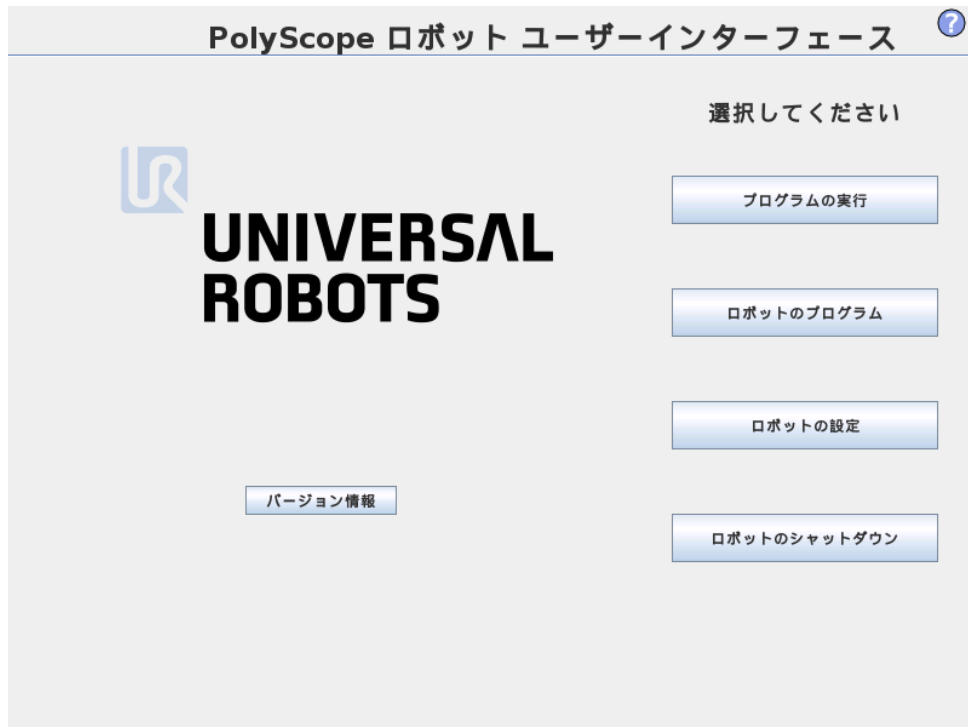 PolyScope ロボット ユーザーインターフェース
?
選択してください
UR
UNIVERSAL
ROBOTS
プログラムの実行
ロボットのプログラム
ロボットの設定
バージョン情報
ロボットのシャットダウン